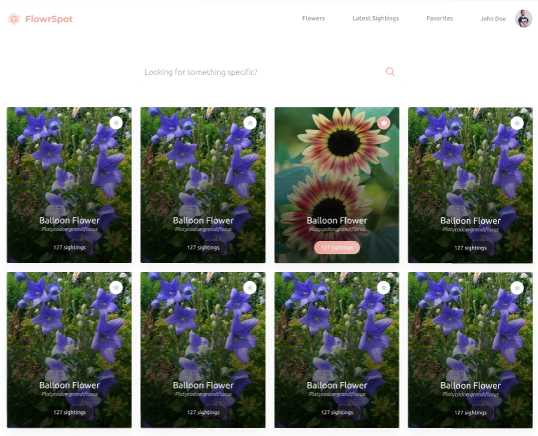 FlowrSpot
Flowers Latest Sightings Favorites John Doe
Looking for something specific?
Balloon Flower Balloon Flower Balloon Flower Balloon Flower
Platycodon grandiflorus Platycodon grandiflorus Platycodon grandiflorus Platycodon grandiflorus
127 sightings 127 sightings 127 sightings 127 sightings
Balloon Flower Balloon Flower Balloon Flower Balloon Flower
Platycodon grandiflorus Platycodon grandiflorus Platycodon grandiflorus Platycodon grandiflorus
127 sightings 127 sightings 127 sightings 127 sightings